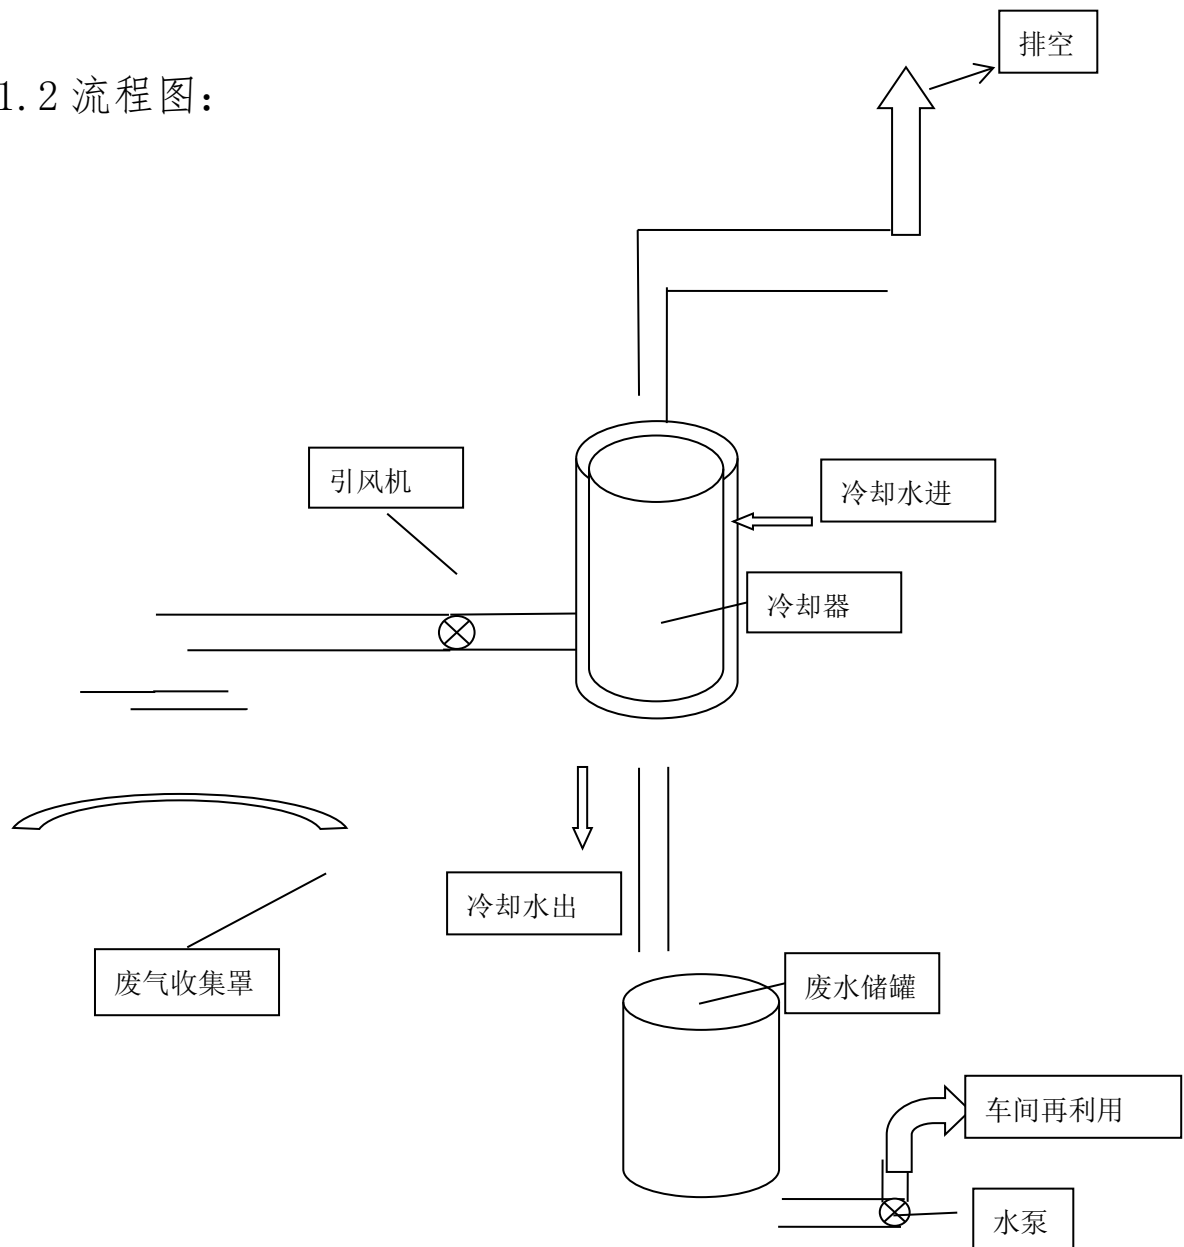 排空
1.2 流程图：
引风机
冷却水进
冷却器
冷却水出
废气收集罩
废水储罐
车间再利用
水泵